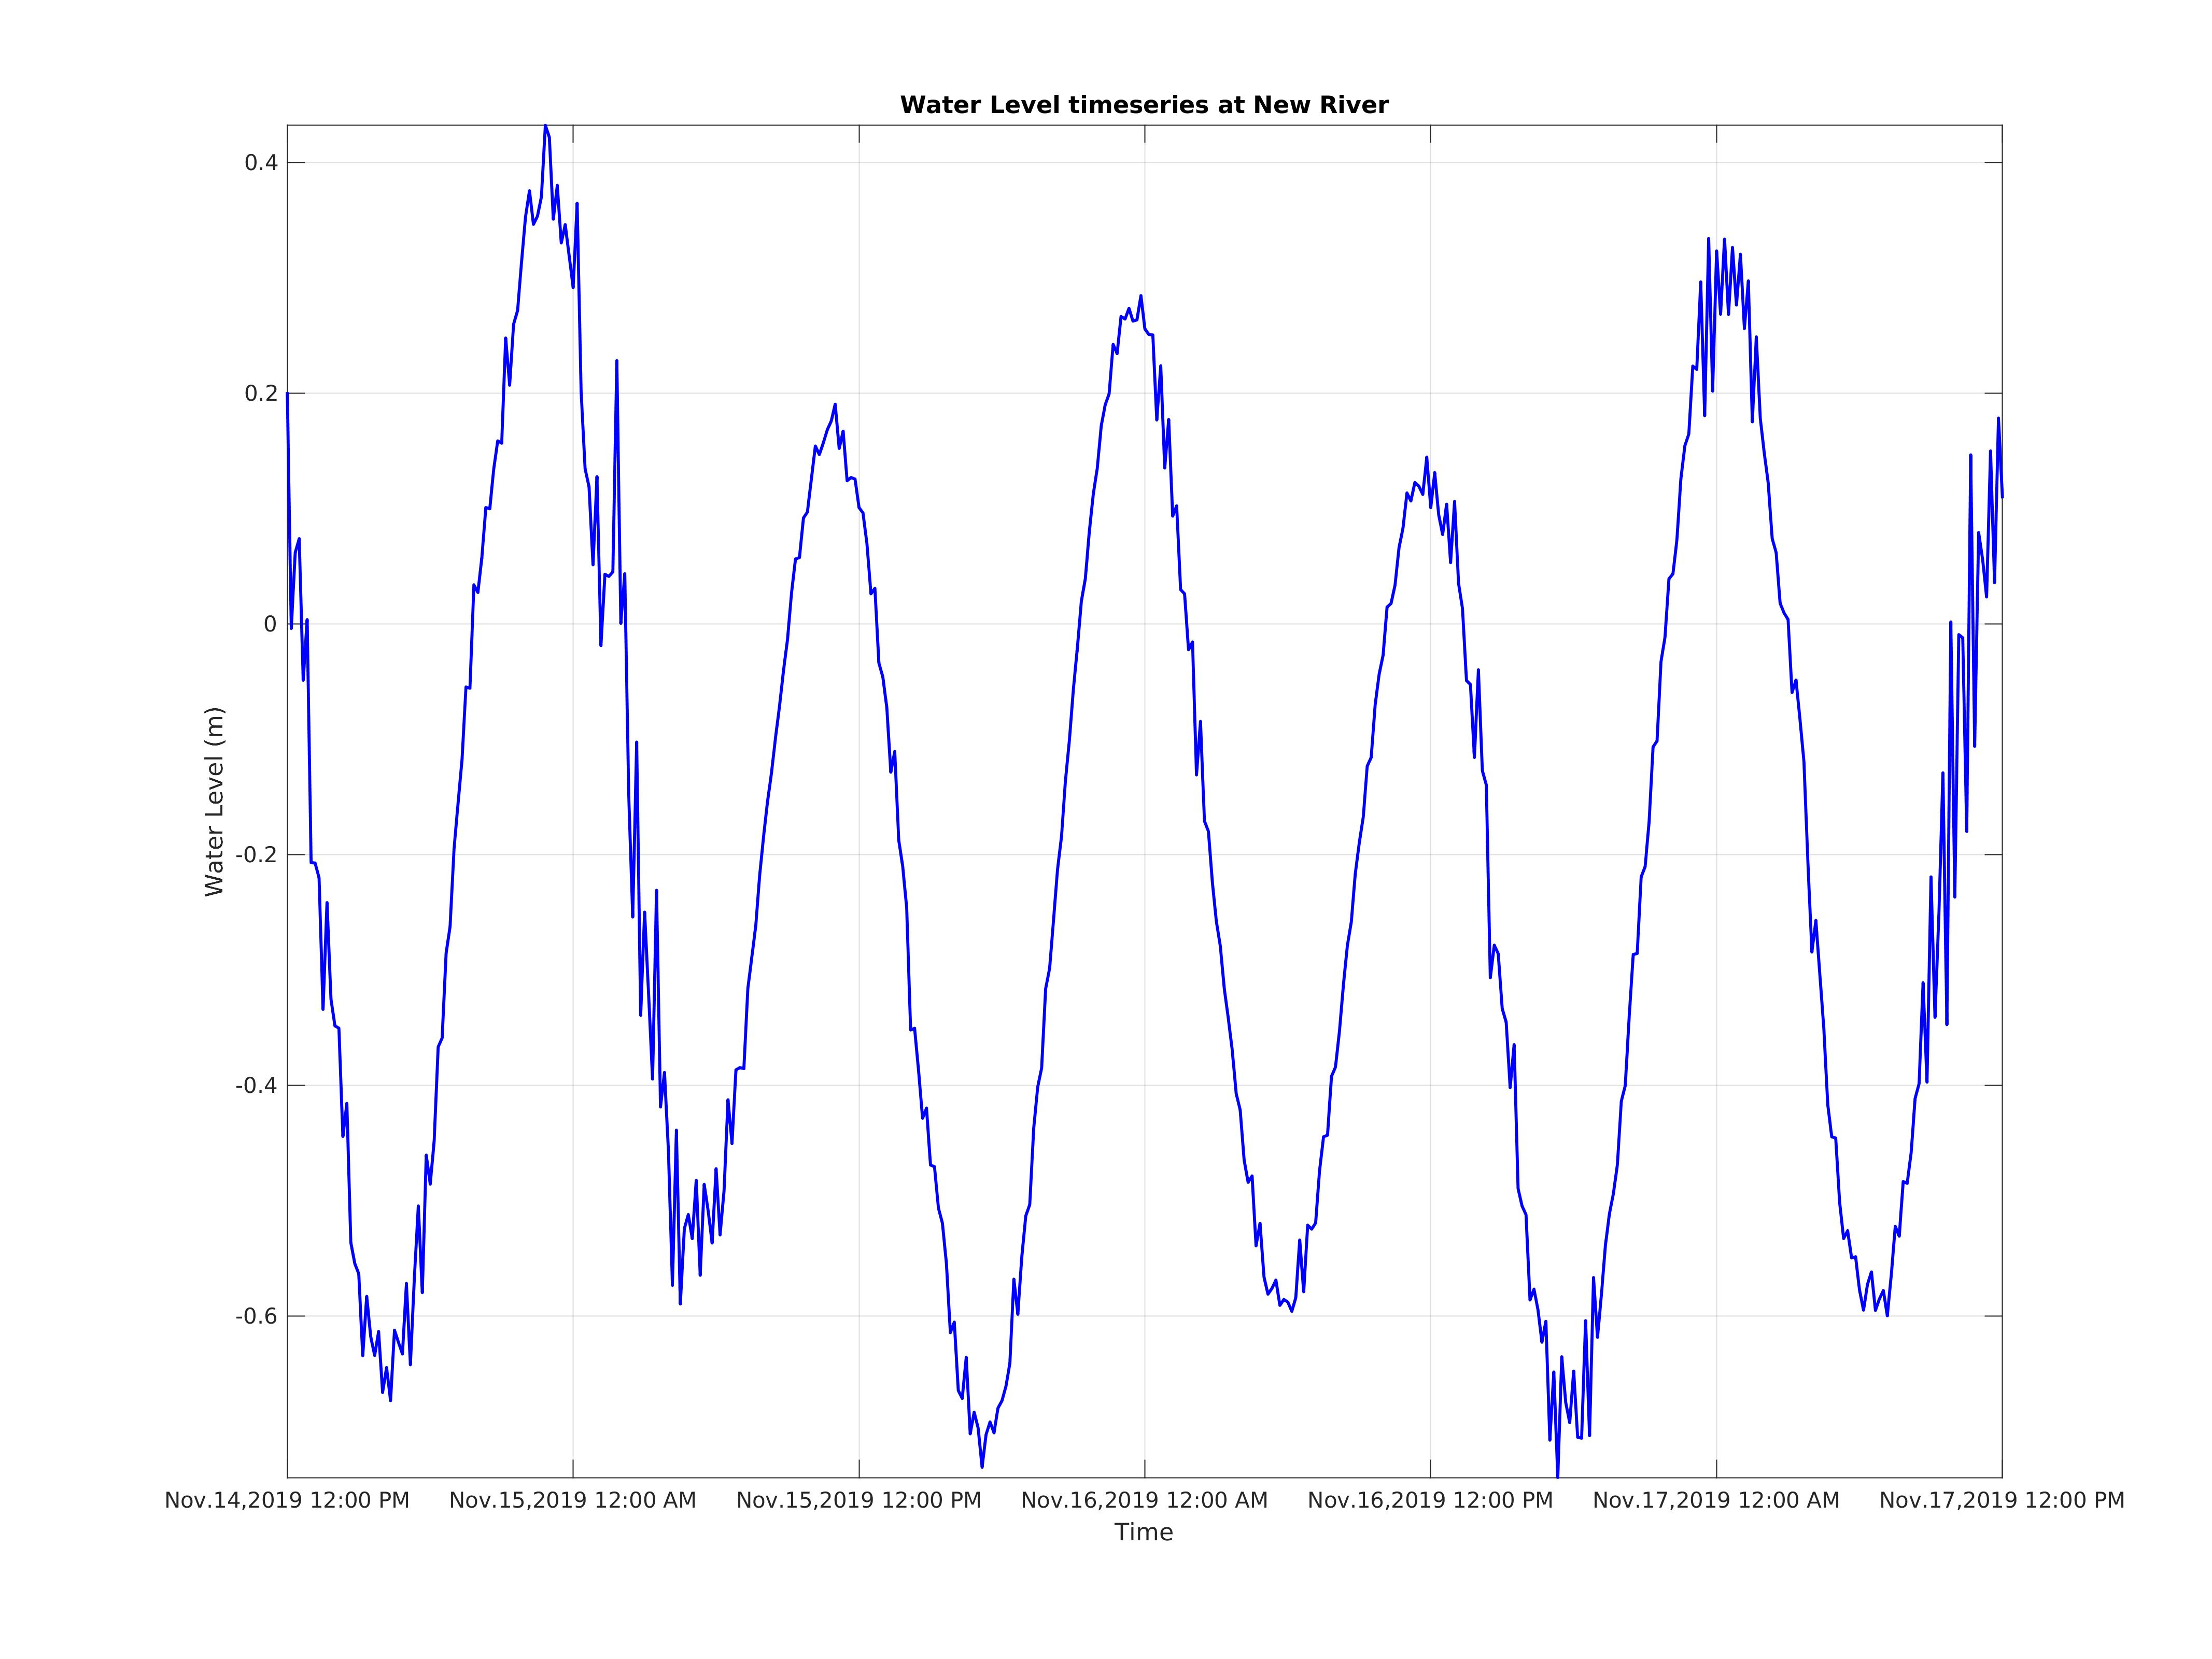 Water Level timeseries at New River
0.4
0.2
0
-0.2
-0.4
-0.6
Water Level (m)
Nov.14,2019 12:00 PM
Nov.15,2019 12:00 AM
Nov.15,2019 12:00 PM
Nov.16,2019 12:00 AM
Nov.16,2019 12:00 PM
Nov.17,2019 12:00 AM
Nov.17,2019 12:00 PM
Time